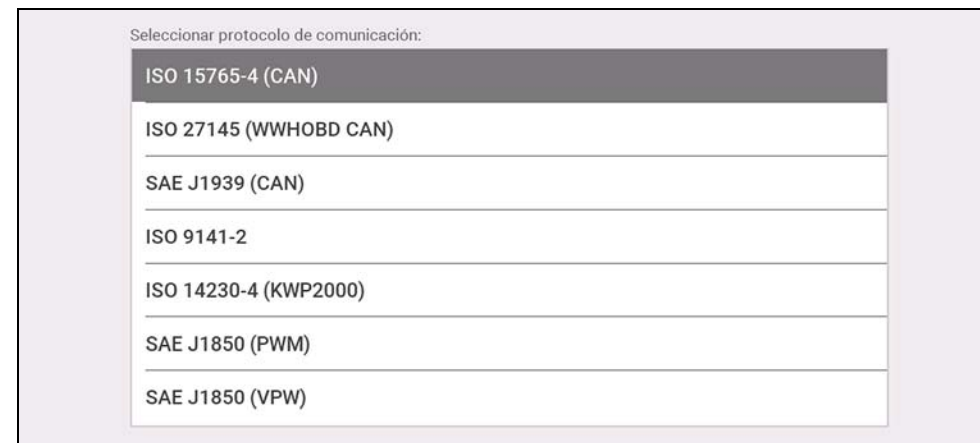 Seleccionar protocolo de comunicación:
ISO 15765-4 (CAN)
ISO 27145 (WWHOBD CAN)
SAE J1939 (CAN)
ISO 9141-2
ISO 14230-4 (KWP2000)
SAE J1850 (PWM)
SAE J1850 (VPW)